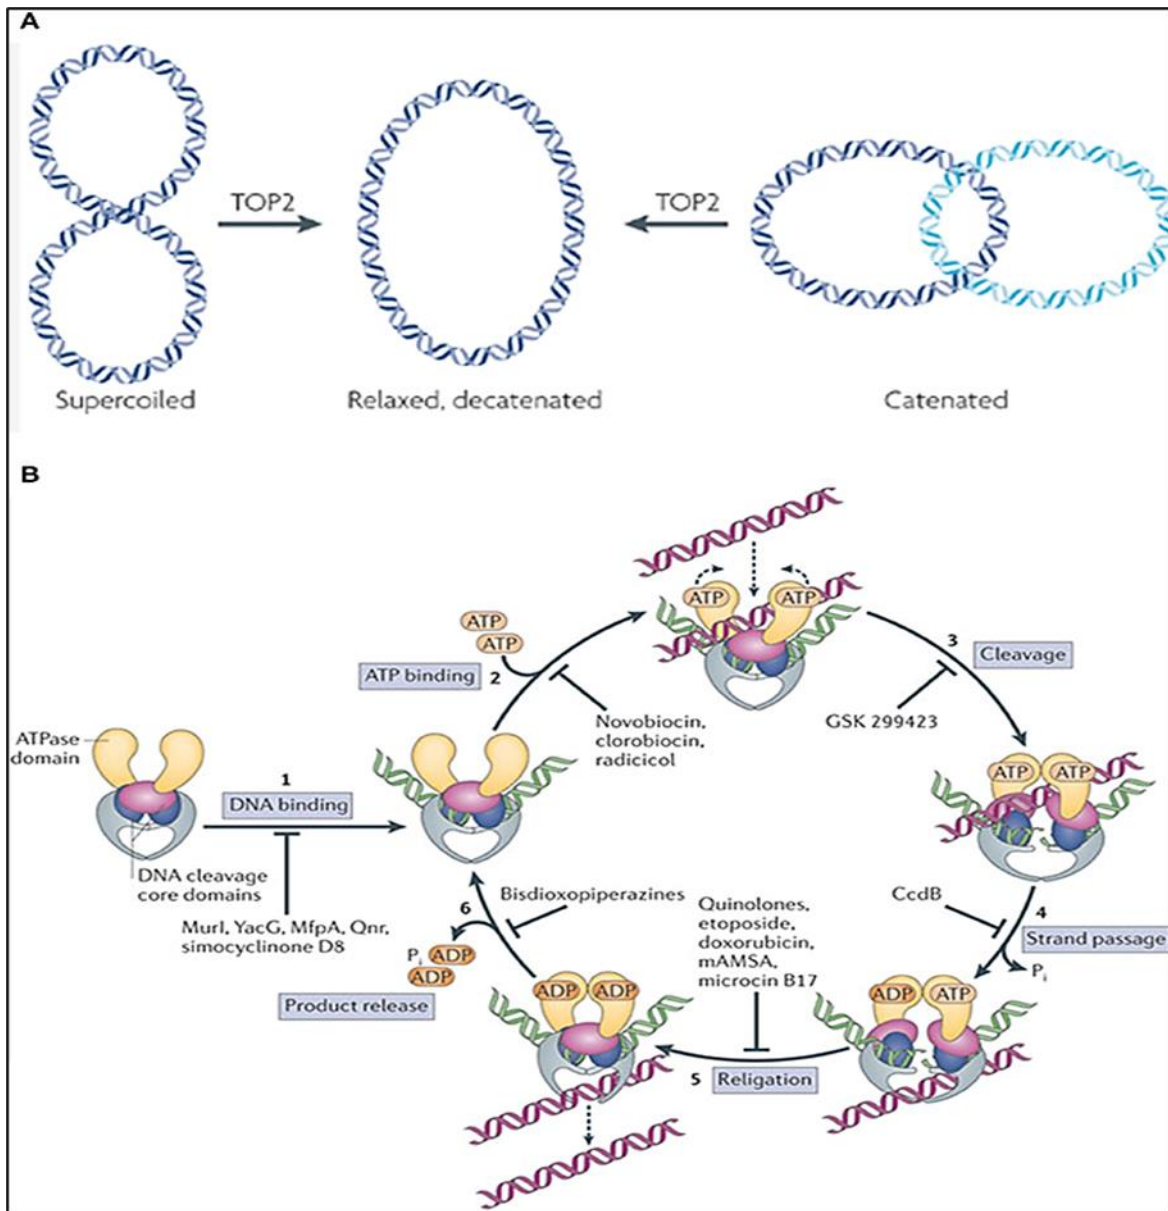 A
TOP2
TOP2
Supercoiled
Relaxed, decatenated
Catenated
B
ATP
ATP
ATP
ATP
3
Cleavage
ATP binding
2
Novobiocin,
clorobiocin,
radicicol
GSK 299423
ATPase
domain
1
DNA binding
ATP
ATP
DNA cleavage
core domains
MurI, YacG, MfpA, Qnr,
simocyclinone D8
Bisdioxopiperazines
6
Pi
ADP
ADP
Product release
Quinolones,
etoposide,
doxorubicin,
mAMSA,
microcin B17
CcdB
4
Strand passage
Pi
ADP
ADP
ADP
ATP
5
Religation